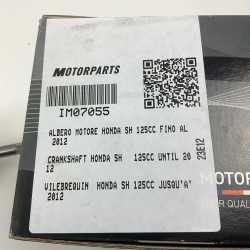 MOTORPARTS
IM07055
ALBERO MOTORE HONDA SH 125CC FINO AL
2012
CRANKSHAFT HONDA SH 125CC UNTIL 20
12
VILEBREQUIN HONDA SH 125CC JUSQU'A'
2012
23E12
MOTOR
R QUALI